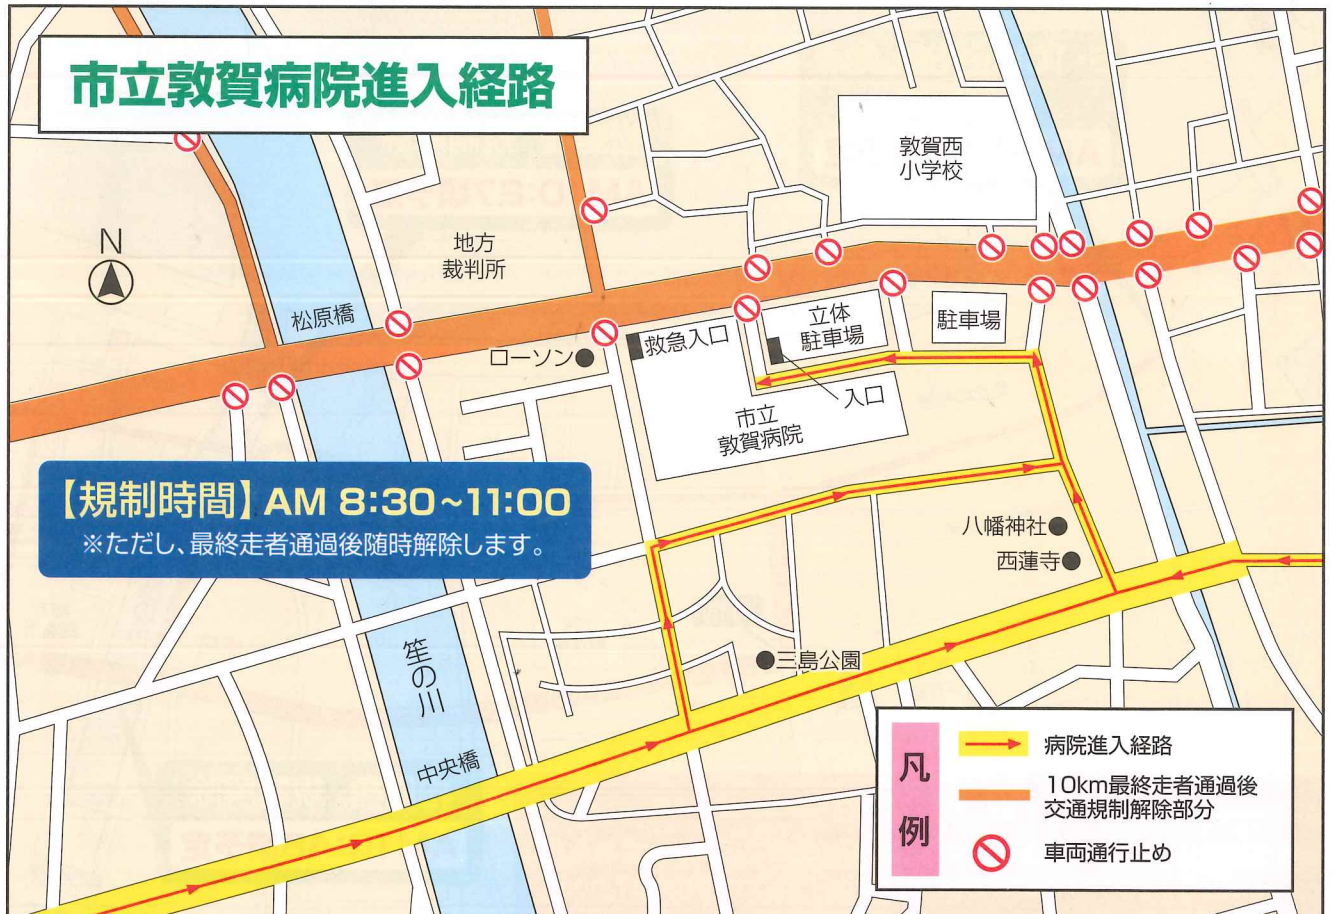 市立敦賀病院進入経路
敦賀西
小学校
N
地方
裁判所
松原橋
ローソン
救急入口
立体
駐車場
駐車場
入口
市立
敦賀病院
【規制時間】AM 8:30~11:00
※ただし、最終走者通過後随時解除します。
八幡神社
西蓮寺
笙の川
三島公園
中央橋
凡例
病院進入経路
10km最終走者通過後
交通規制解除部分
車両通行止め